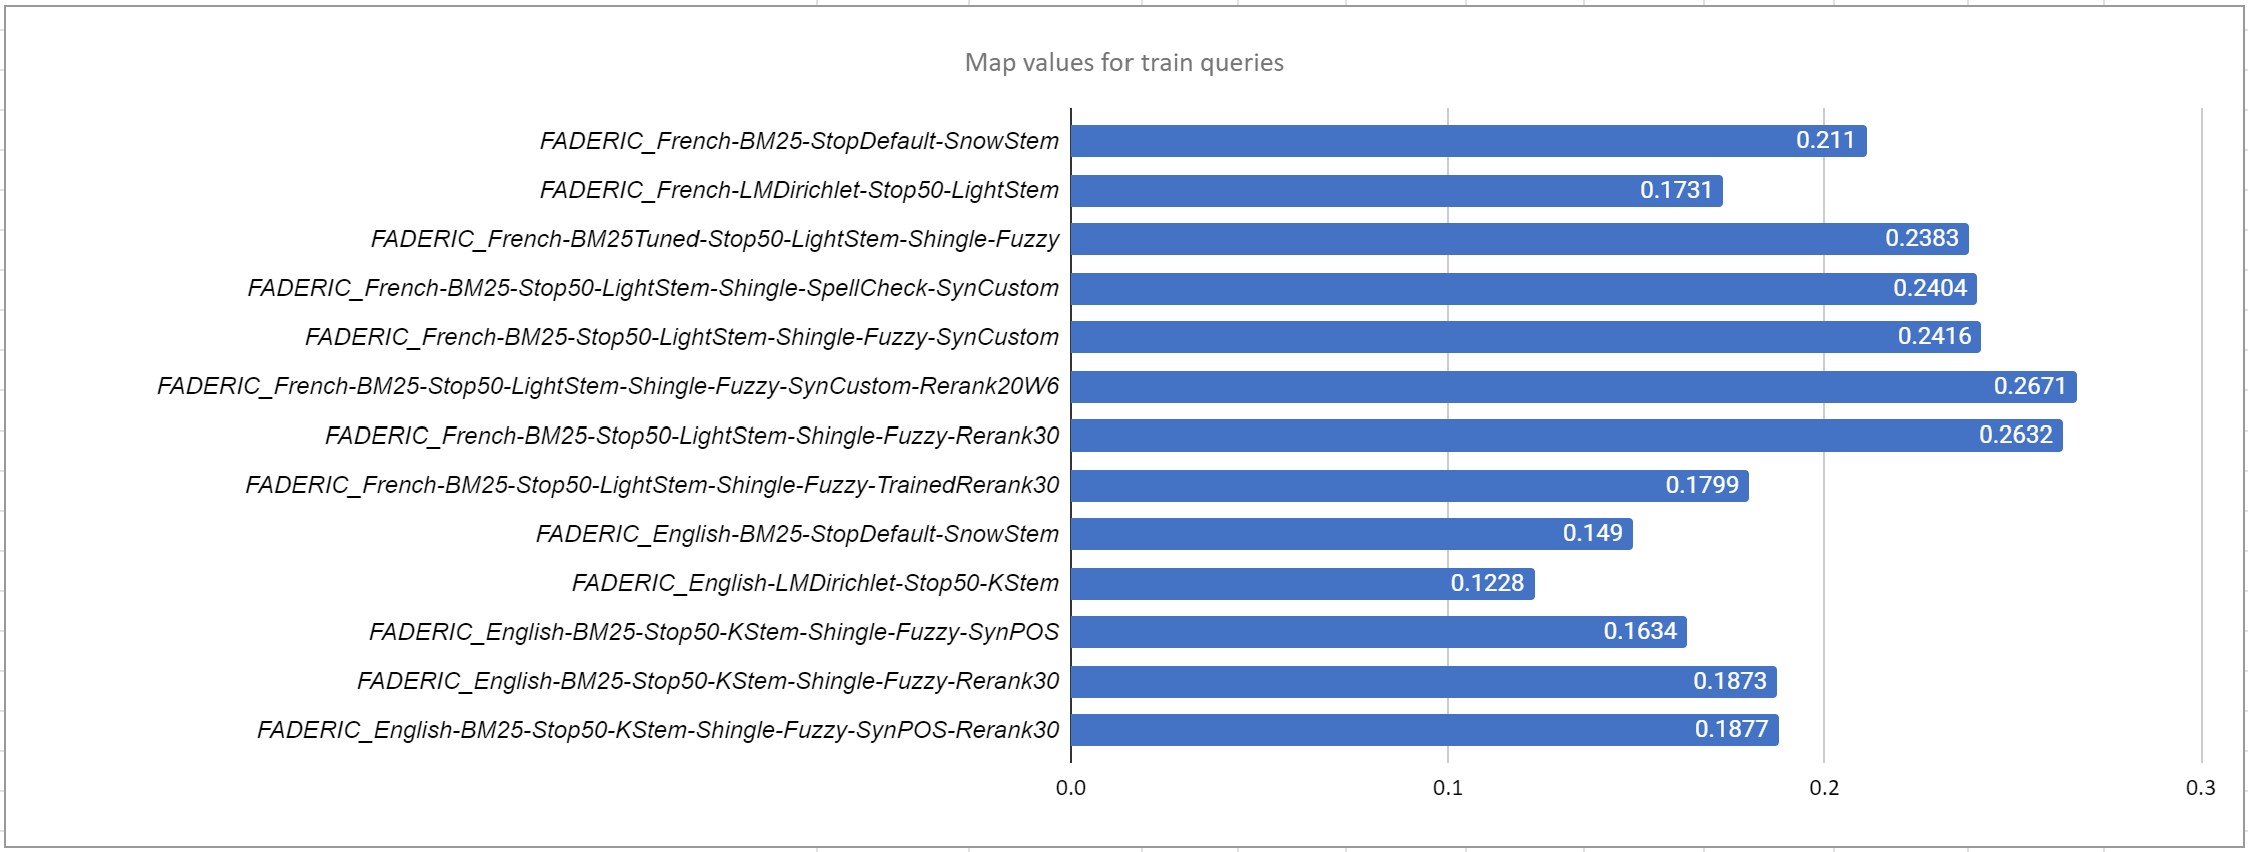 Map values for train queries
FADERIC_French-BM25-StopDefault-SnowStem 0.211
FADERIC_French-LMDirichlet-Stop50-LightStem 0.1731
FADERIC_French-BM25Tuned-Stop50-LightStem-Shingle-Fuzzy 0.2383
FADERIC_French-BM25-Stop50-LightStem-Shingle-SpellCheck-SynCustom 0.2404
FADERIC_French-BM25-Stop50-LightStem-Shingle-Fuzzy-SynCustom 0.2416
FADERIC_French-BM25-Stop50-LightStem-Shingle-Fuzzy-SynCustom-Rerank20W6 0.2671
FADERIC_French-BM25-Stop50-LightStem-Shingle-Fuzzy-Rerank30 0.2632
FADERIC_French-BM25-Stop50-LightStem-Shingle-Fuzzy-TrainedRerank30 0.1799
FADERIC_English-BM25-StopDefault-SnowStem 0.149
FADERIC_English-LMDirichlet-Stop50-KStem 0.1228
FADERIC_English-BM25-Stop50-KStem-Shingle-Fuzzy-SynPOS 0.1634
FADERIC_English-BM25-Stop50-KStem-Shingle-Fuzzy-Rerank30 0.1873
FADERIC_English-BM25-Stop50-KStem-Shingle-Fuzzy-SynPOS-Rerank30 0.1877
0.0 0.1 0.2 0.3